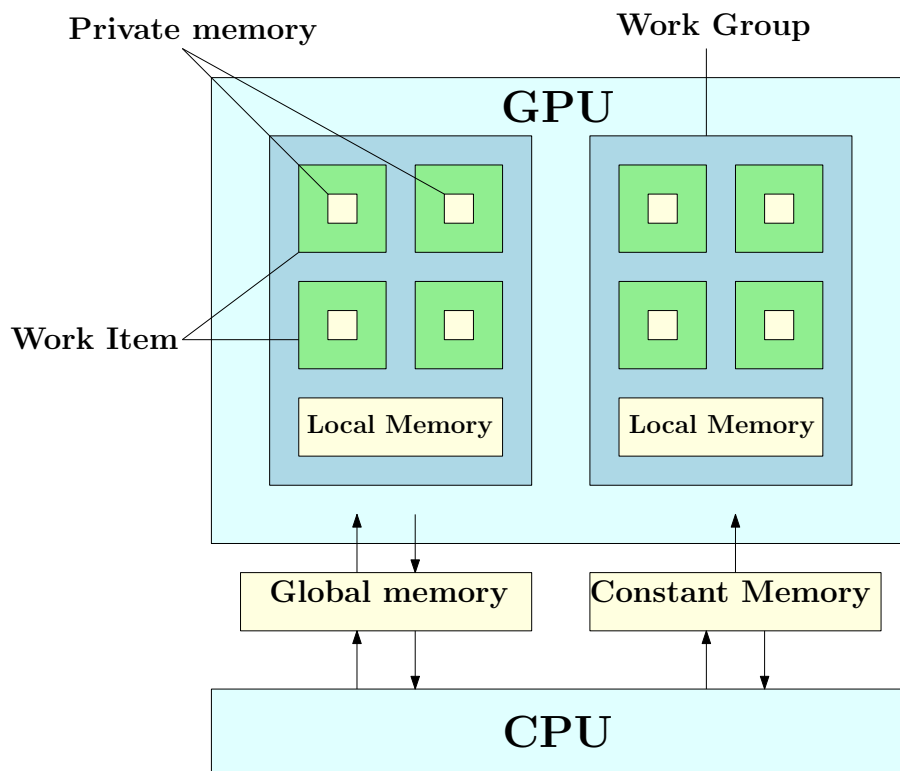 Private memory
Work Group
GPU
Work Item
Local Memory
Local Memory
Global memory
Constant Memory
CPU